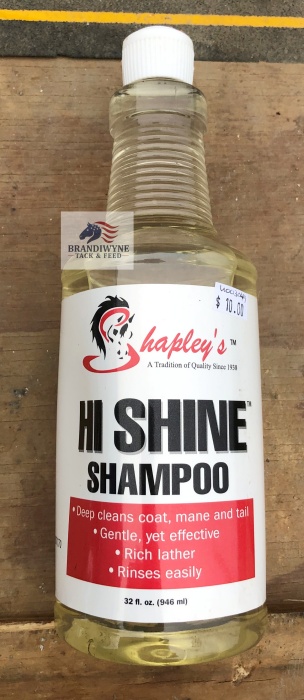 BRANDIWYNE
TACK & FEED
$ 10.00
Shapley's™
A Tradition of Quality Since 1938
HI SHINE™
SHAMPOO
•Deep cleans coat, mane and tail
•Gentle, yet effective
•Rich lather
•Rinses easily
32 fl. oz. (946 ml)